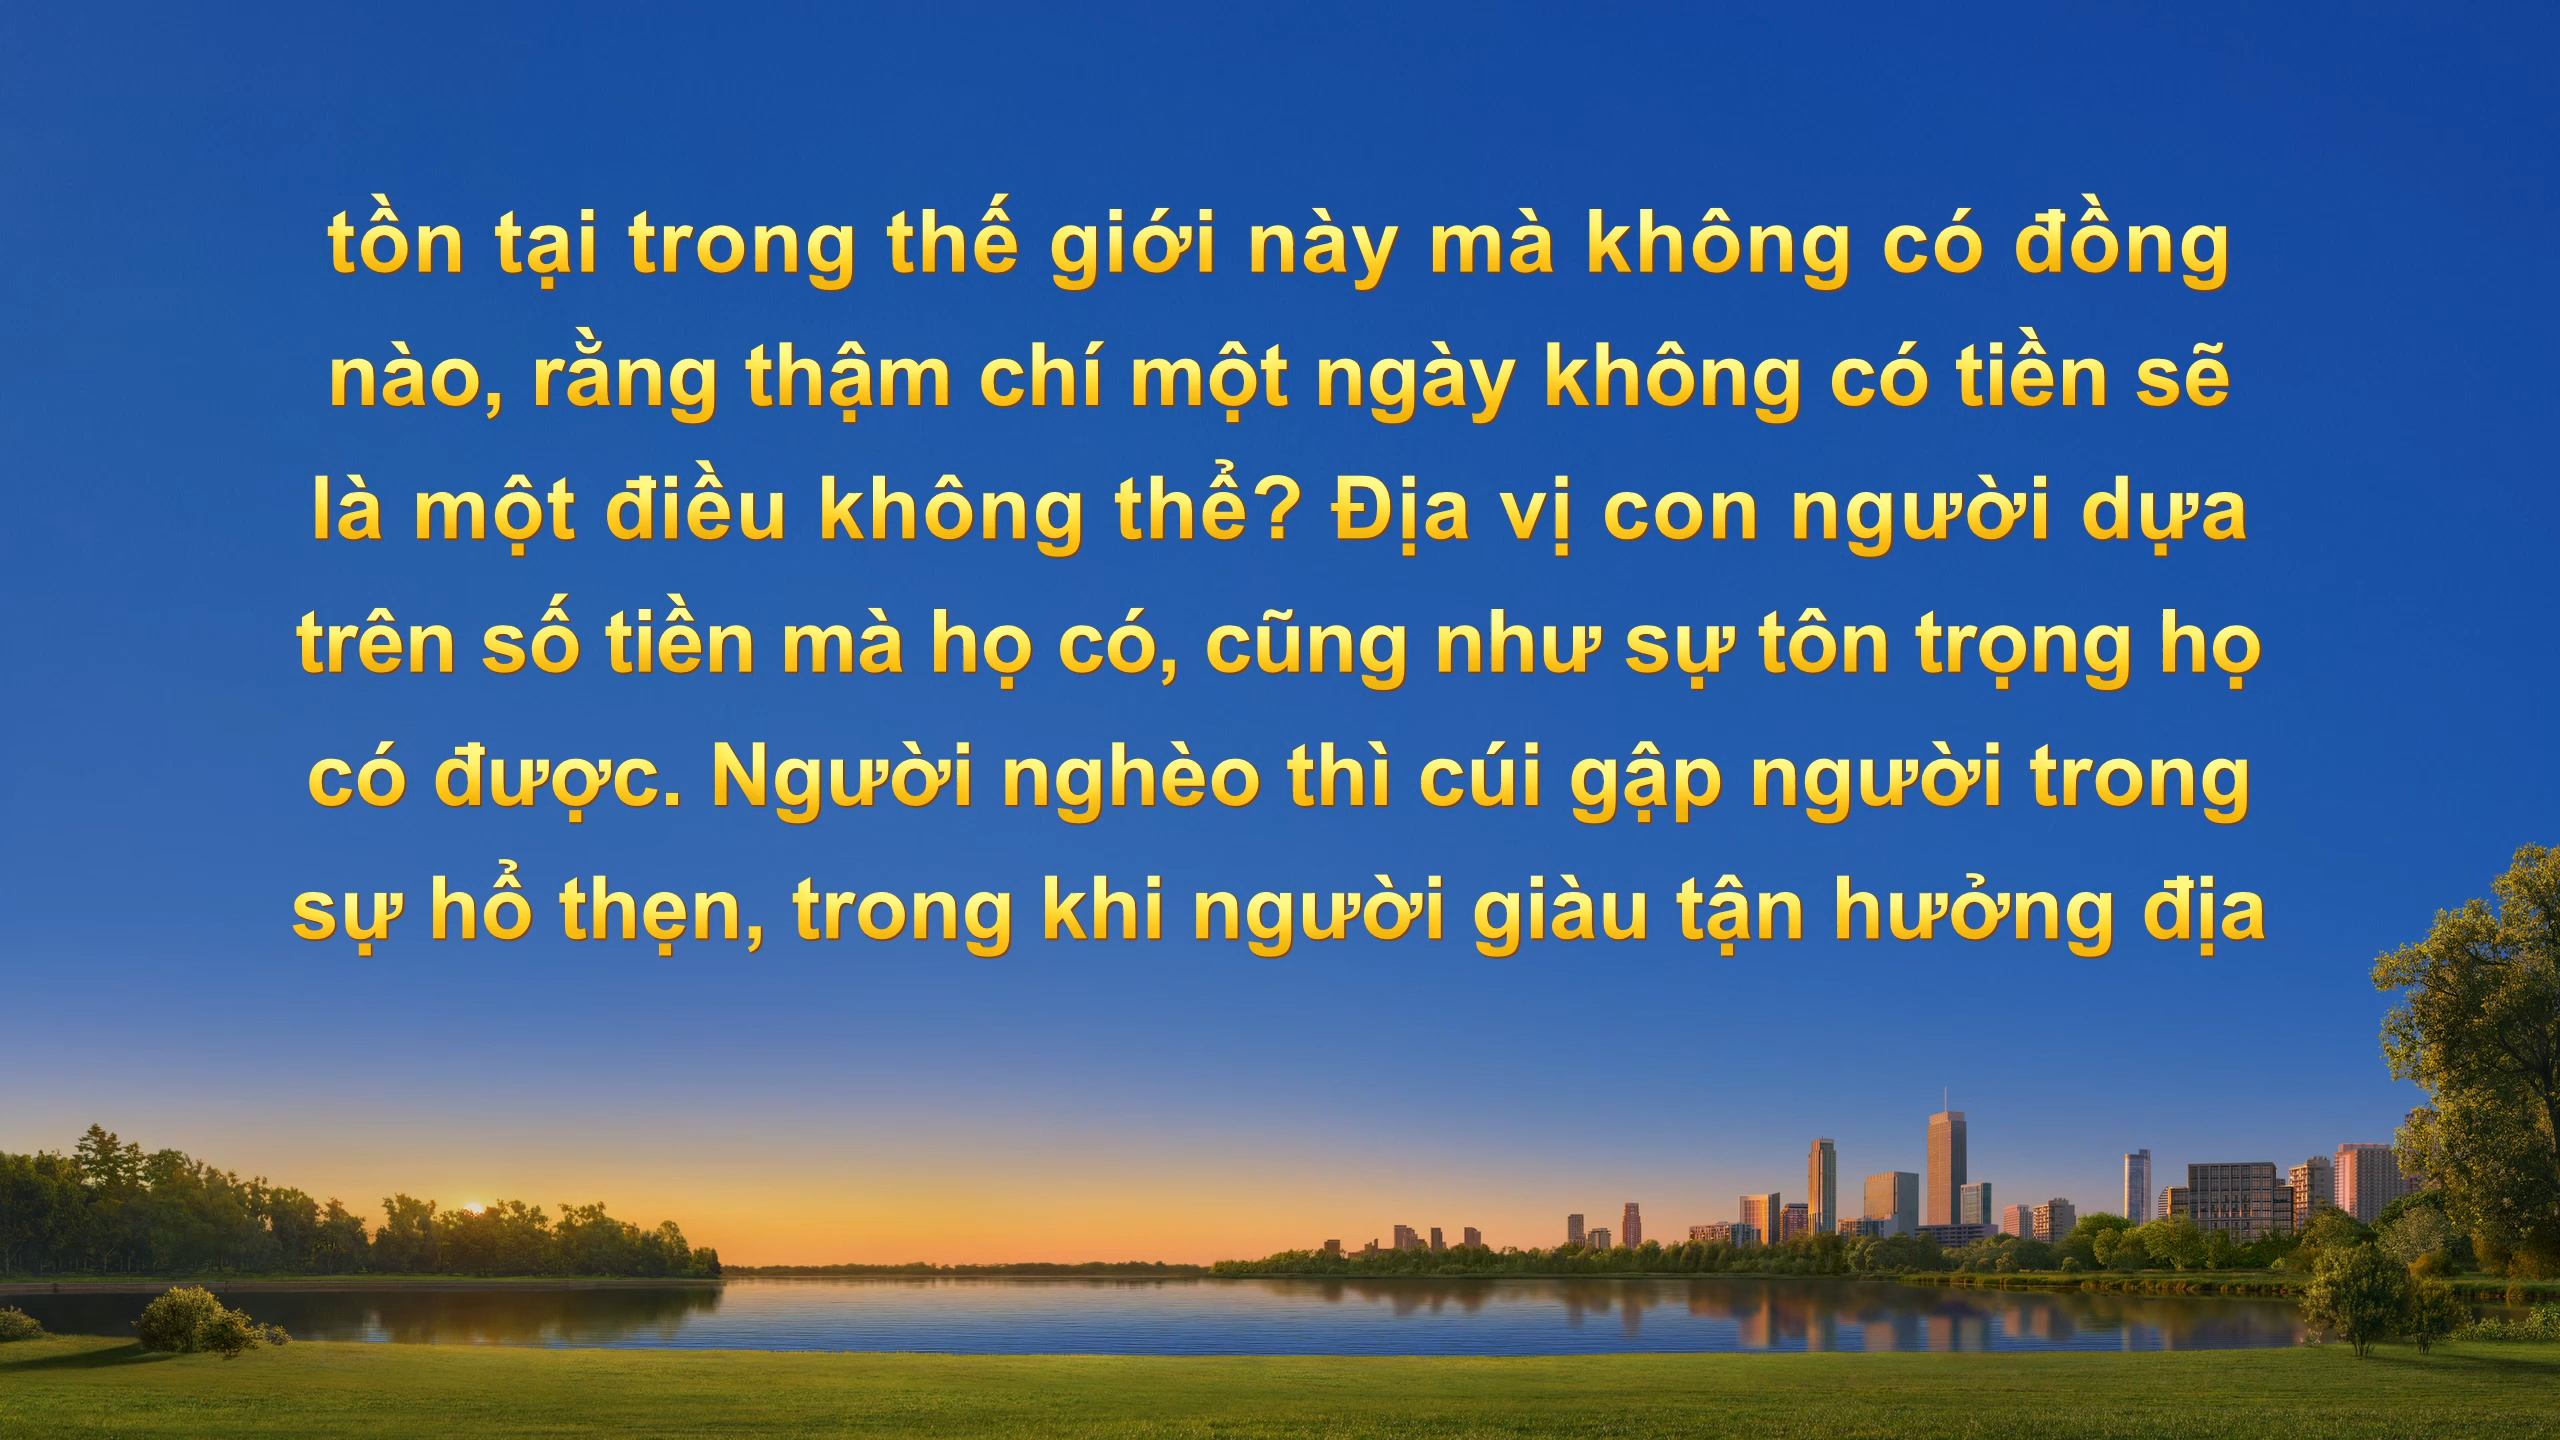 tồn tại trong thế giới này mà không có đồng
nào, rằng thậm chí một ngày không có tiền sẽ
là một điều không thể? Địa vị con người dựa
trên số tiền mà họ có, cũng như sự tôn trọng họ
có được. Người nghèo thì cúi gập người trong
sự hổ thẹn, trong khi người giàu tận hưởng địa